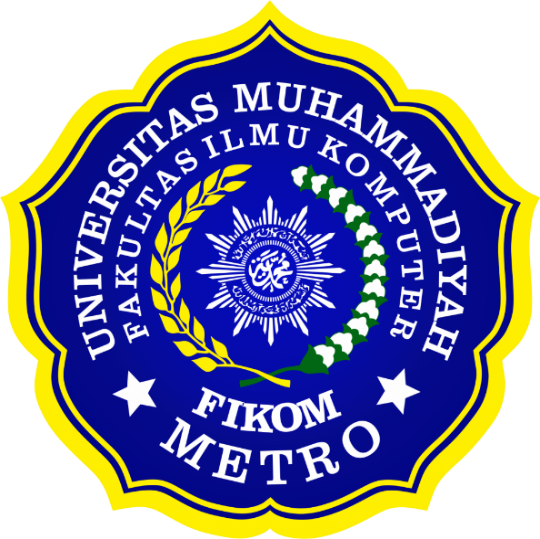 UNIVERSITAS MUHAMMADIYAH
FAKULTAS ILMU KOMPUTER
FIKOM
METRO